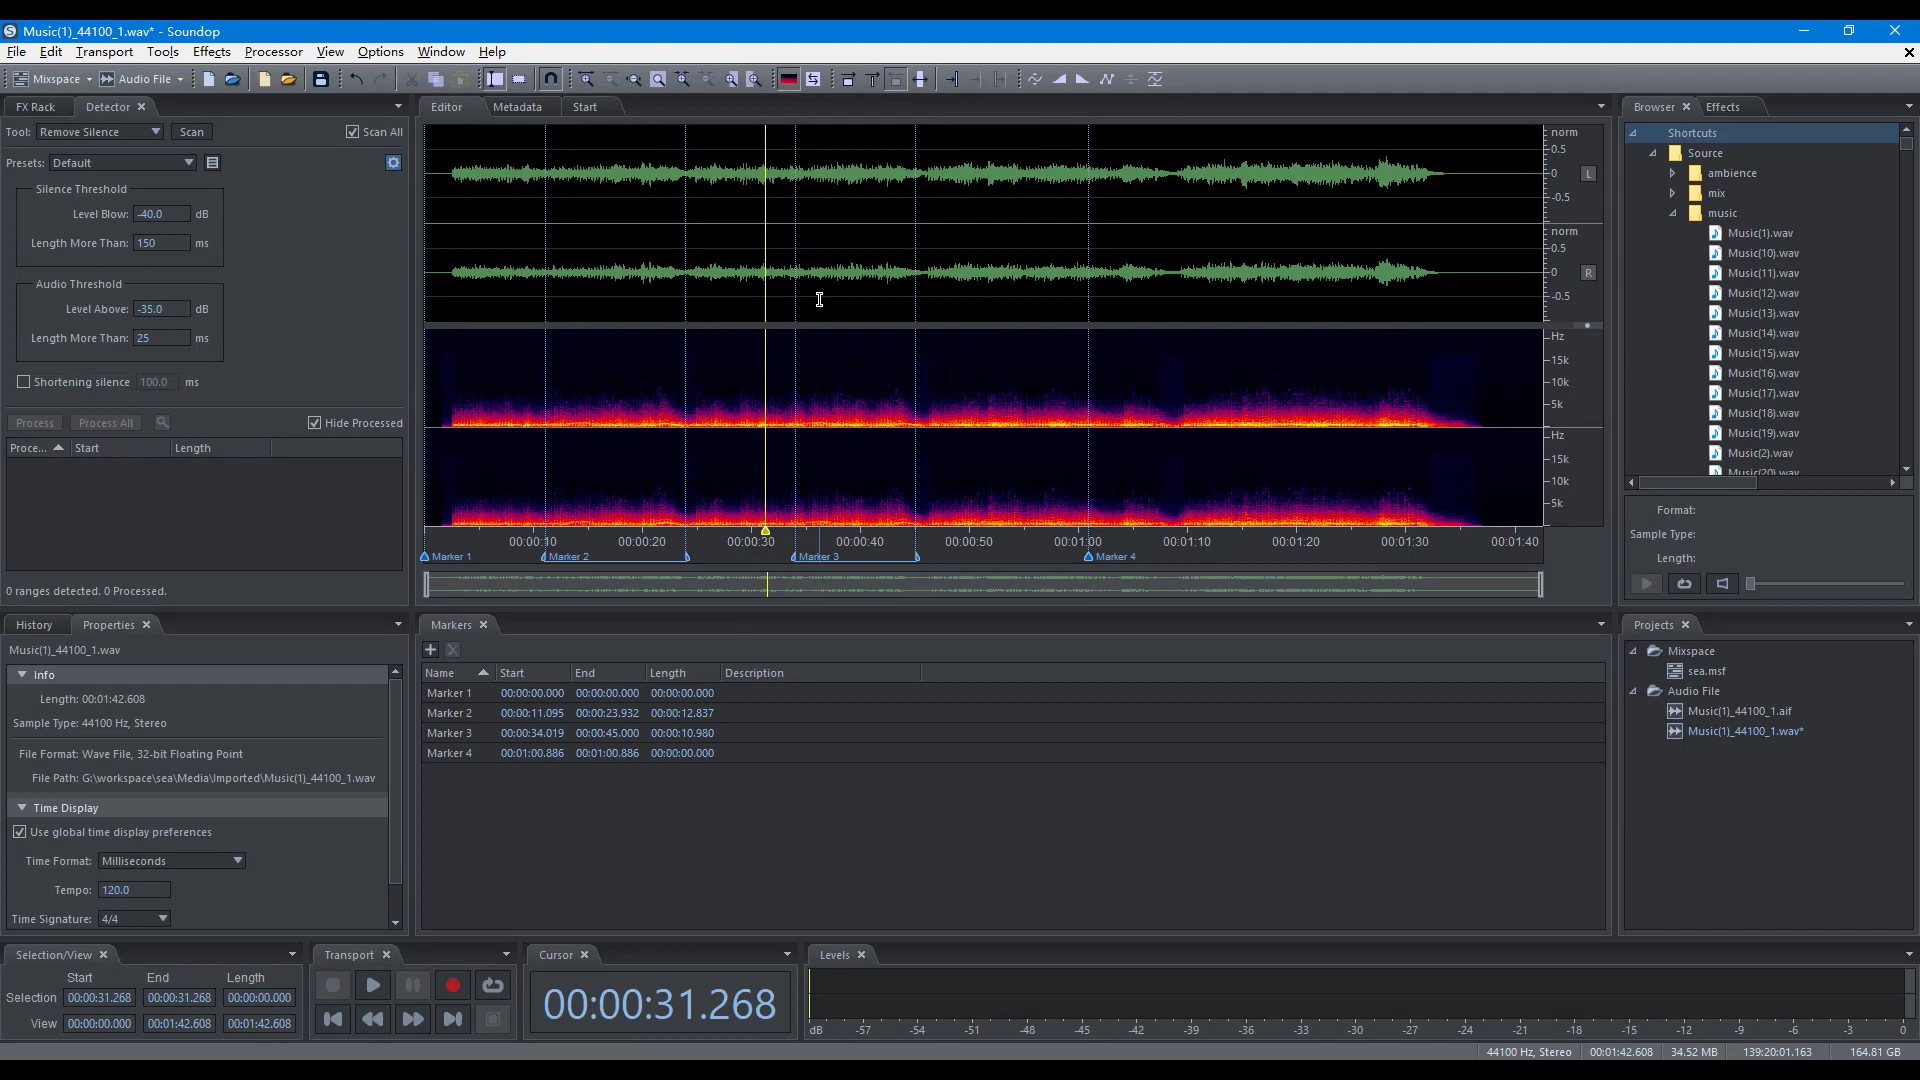 Music(1)_44100_1.wav* - Soundop
File Edit Transport Tools Effects Processor View Options Window Help
Mixspace Audio File
FX Rack Detector
Tool: Remove Silence Scan Scan All
Presets: Default
Silence Threshold
Level Blow: -40.0 dB
Length More Than: 150 ms
Audio Threshold
Level Above: -35.0 dB
Length More Than: 25 ms
Shortening silence 100.0 ms
Process Process All Hide Processed
Proce... Start Length
0 ranges detected. 0 Processed.
Editor Metadata Start
norm
0.5
0 L
-0.5
norm
0.5
0 R
-0.5
Hz
15k
10k
5k
Hz
15k
10k
5k
00:00:10 00:00:20 00:00:30 00:00:40 00:00:50 00:01:00 00:01:10 00:01:20 00:01:30 00:01:40
Marker 1 Marker 2 Marker 3 Marker 4
Browser Effects
Shortcuts
Source
ambience
mix
music
Music(1).wav
Music(10).wav
Music(11).wav
Music(12).wav
Music(13).wav
Music(14).wav
Music(15).wav
Music(16).wav
Music(17).wav
Music(18).wav
Music(19).wav
Music(2).wav
Music(20).wav
Format:
Sample Type:
Length:
History Properties
Music(1)_44100_1.wav
Info
Length: 00:01:42.608
Sample Type: 44100 Hz, Stereo
File Format: Wave File, 32-bit Floating Point
File Path: G:\workspace\sea\Media\Imported\Music(1)_44100_1.wav
Time Display
Use global time display preferences
Time Format: Milliseconds
Tempo: 120.0
Time Signature: 4/4
Markers
Name Start End Length Description
Marker 1 00:00:00.000 00:00:00.000 00:00:00.000
Marker 2 00:00:11.095 00:00:23.932 00:00:12.837
Marker 3 00:00:34.019 00:00:45.000 00:00:10.980
Marker 4 00:01:00.886 00:01:00.886 00:00:00.000
Projects
Mixspace
sea.msf
Audio File
Music(1)_44100_1.aif
Music(1)_44100_1.wav*
Selection/View
Start End Length
Selection 00:00:31.268 00:00:31.268 00:00:00.000
View 00:00:00.000 00:01:42.608 00:01:42.608
Transport
Cursor
00:00:31.268
Levels
dB -57 -54 -51 -48 -45 -42 -39 -36 -33 -30 -27 -24 -21 -18 -15 -12 -9 -6 -3 0
44100 Hz, Stereo 00:01:42.608 34.52 MB 139:20:01.163 164.81 GB